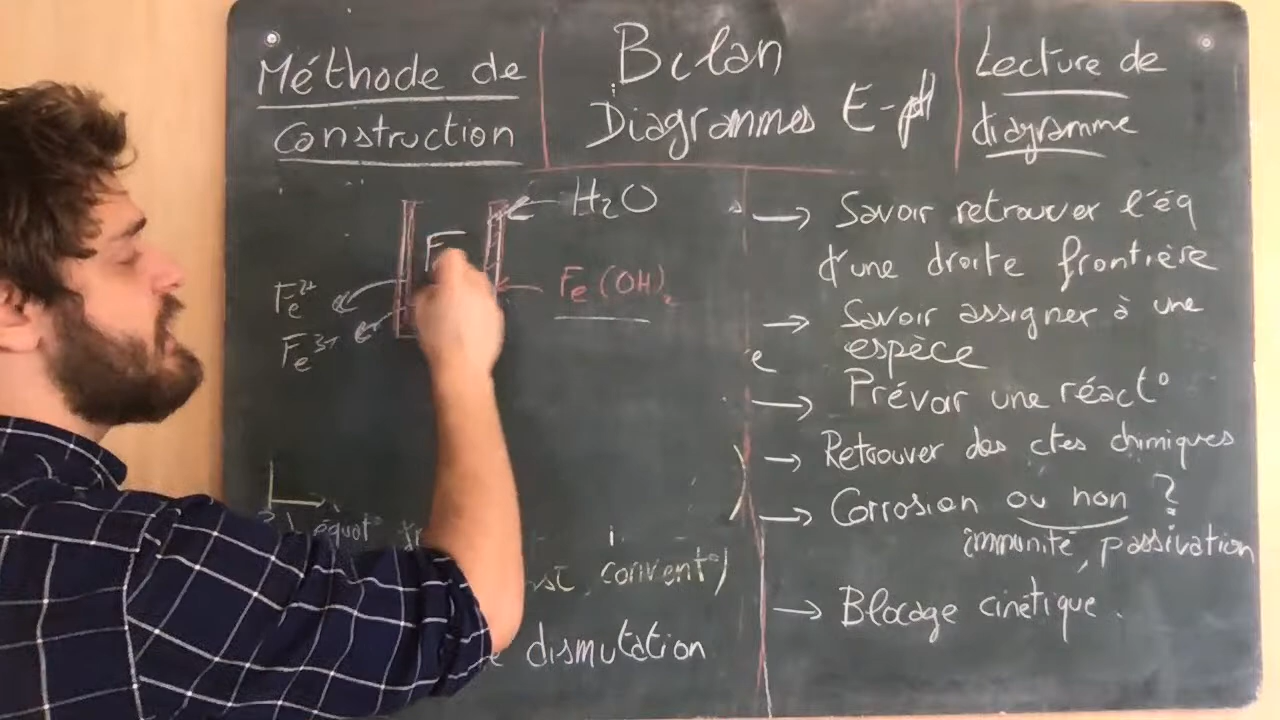 Méthode de
Construction
Bilan
Diagrammes E-pH
Lecture de
diagramme
H₂O
Fe²⁺
Fe³⁺
Fe(OH)₂
équat°
, convent°)
dismutation
→ Savoir retrouver l'éq
d'une droite frontière
→ Savoir assigner à une
espèce
→ Prévoir une réact°
→ Retrouver des ctes chimiques
→ Corrosion ou non ?
immunité, passivation
→ Blocage cinétique.